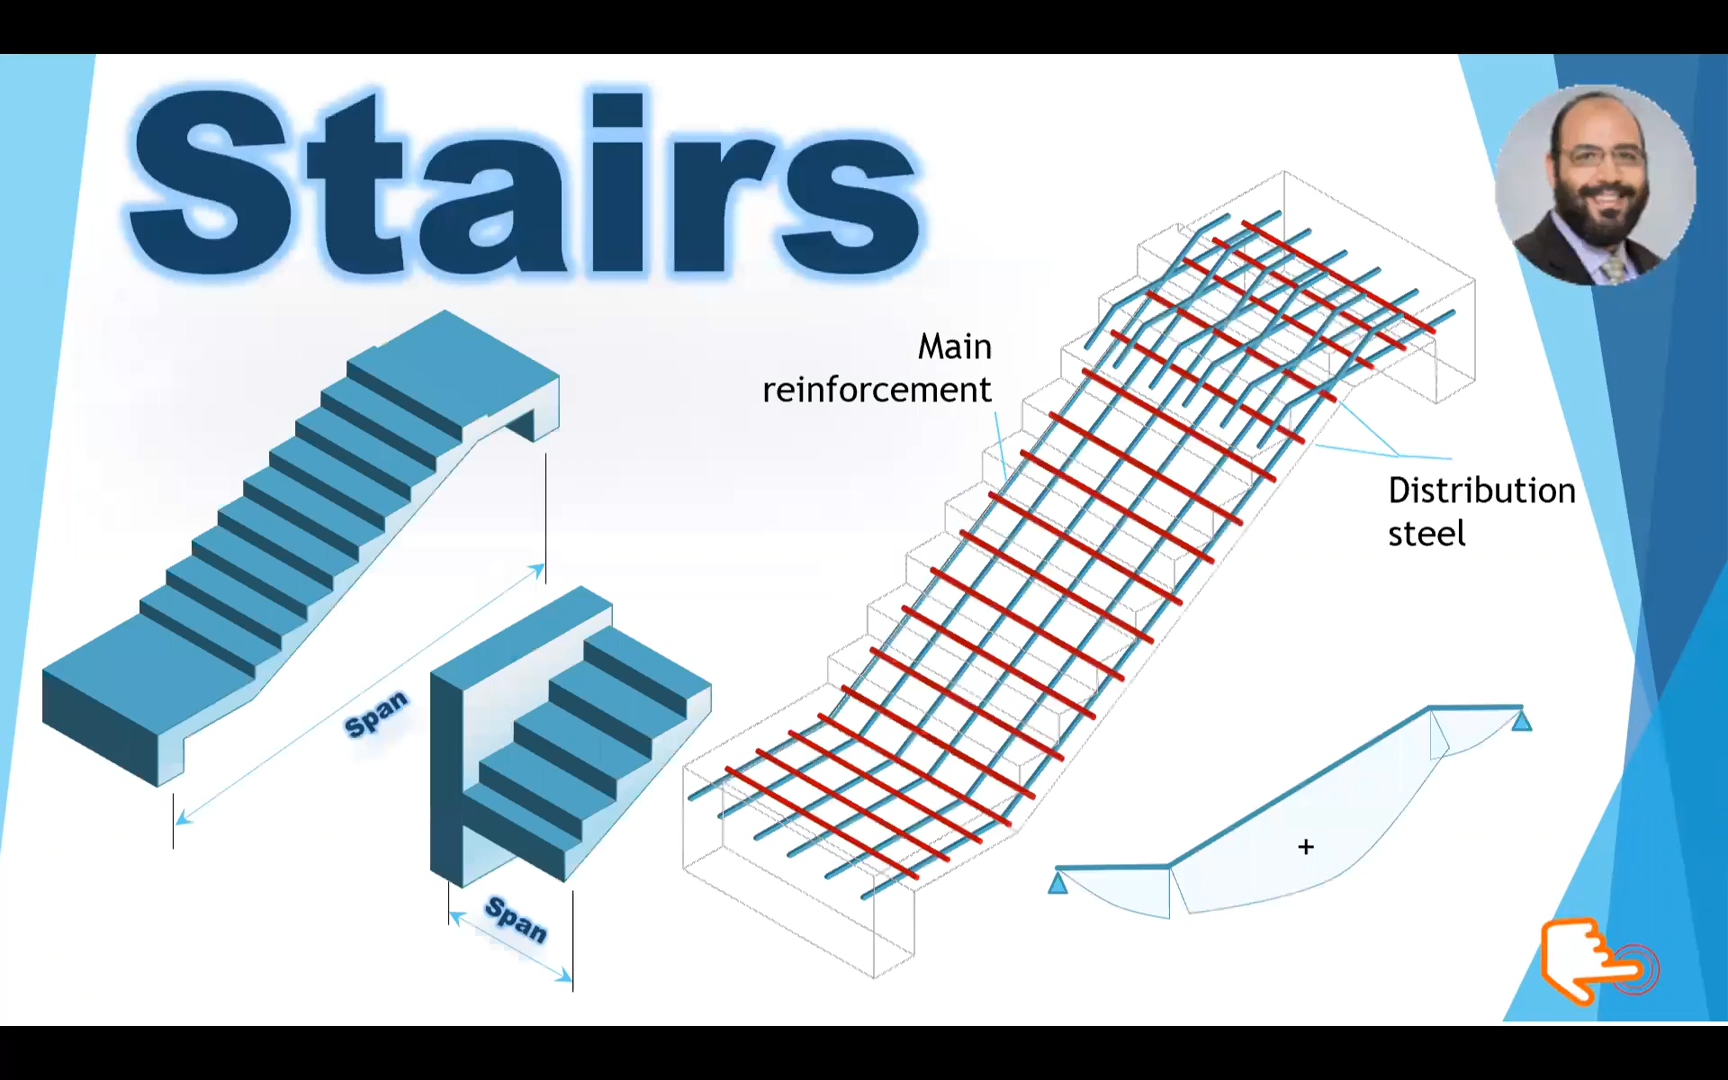 Stairs
Main
reinforcement
Distribution
steel
Span
Span
+